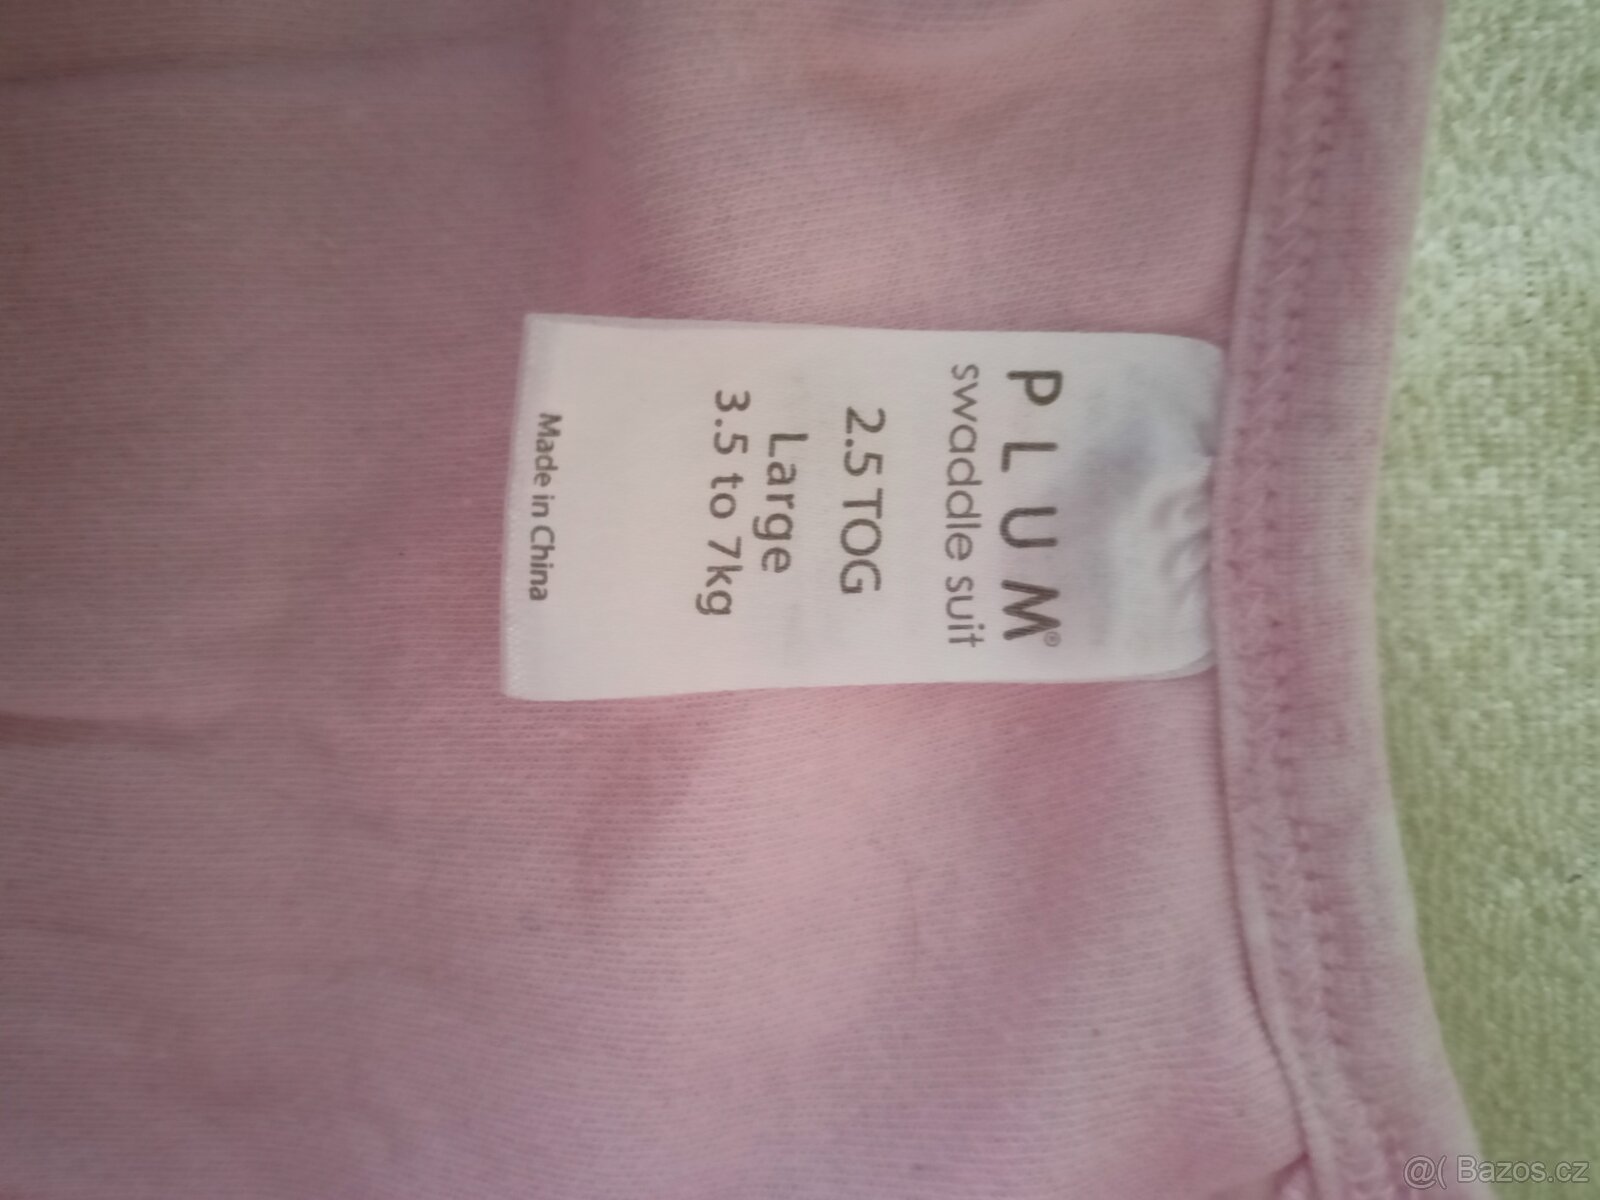 PLUM®
swaddle suit
2.5 TOG
Large
3.5 to 7kg
Made in China
@( Bazos.cz